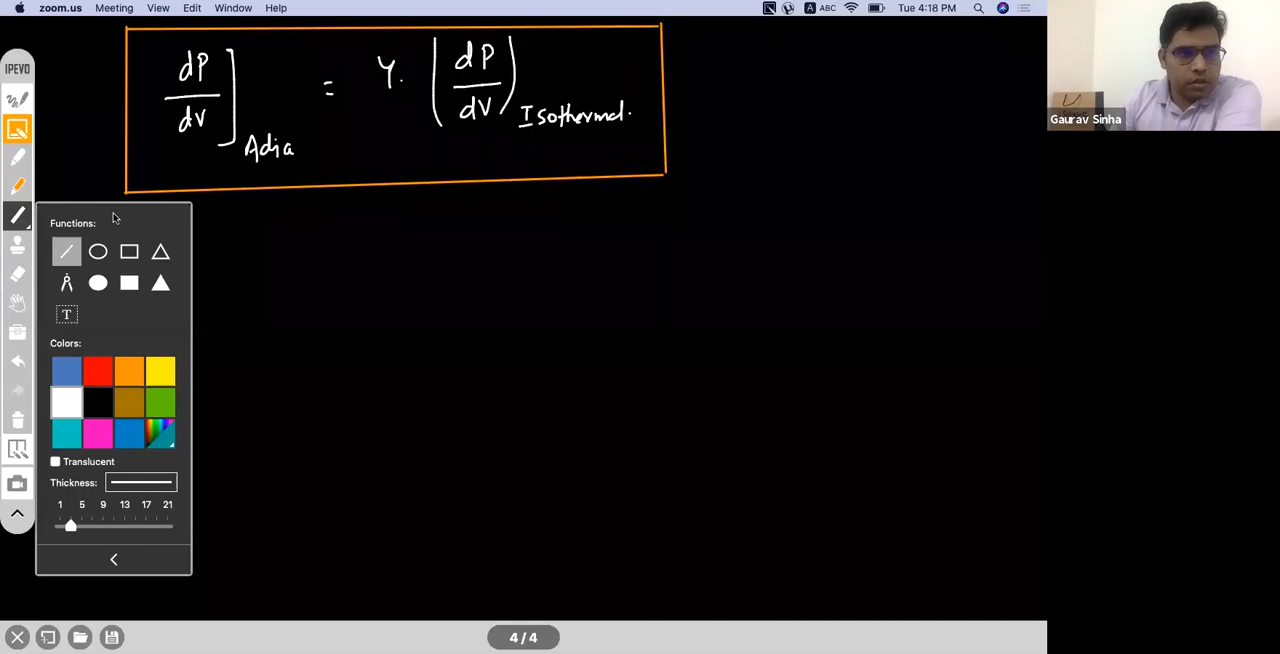 zoom.us Meeting View Edit Window Help
A ABC Tue 4:18 PM
IPEVO
dP/dv]Adia = γ. (dP/dv)Isothermal.
Gaurav Sinha
Functions:
T
Colors:
Translucent
Thickness:
1 5 9 13 17 21
4 / 4